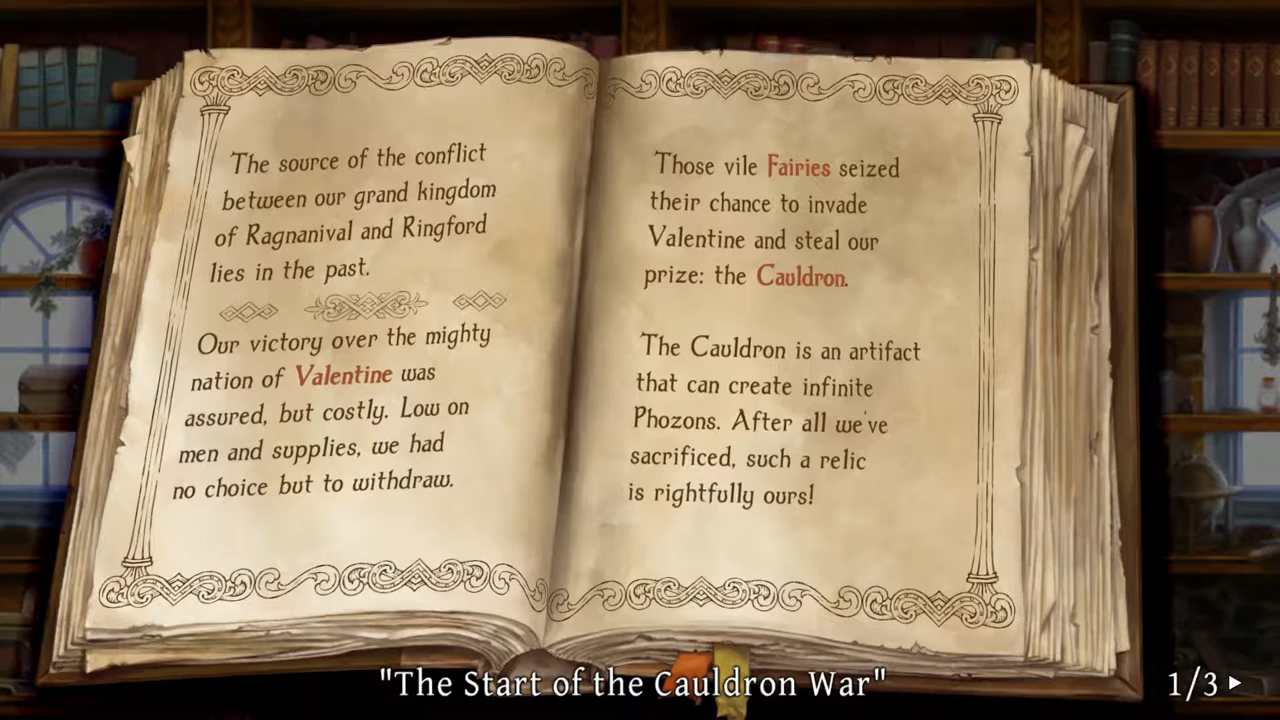 The source of the conflict
between our grand kingdom
of Ragnanival and Ringford
lies in the past.
Our victory over the mighty
nation of Valentine was
assured, but costly. Low on
men and supplies, we had
no choice but to withdraw.
Those vile Fairies seized
their chance to invade
Valentine and steal our
prize: the Cauldron.
The Cauldron is an artifact
that can create infinite
Phozons. After all we've
sacrificed, such a relic
is rightfully ours!
"The Start of the Cauldron War"
1/3